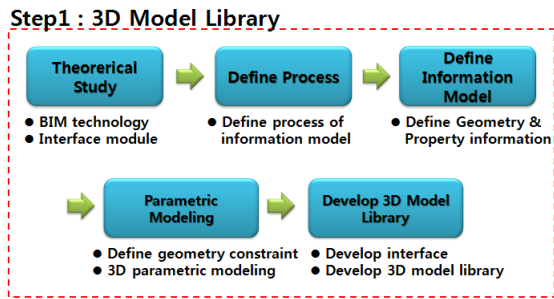 Step1 : 3D Model Library
Theorerical
Study
Define Process
Define
Information
Model
● BIM technology
● Interface module
● Define process of
information model
● Define Geometry &
Property information
Parametric
Modeling
Develop 3D Model
Library
● Define geometry constraint
● 3D parametric modeling
● Develop interface
● Develop 3D model library